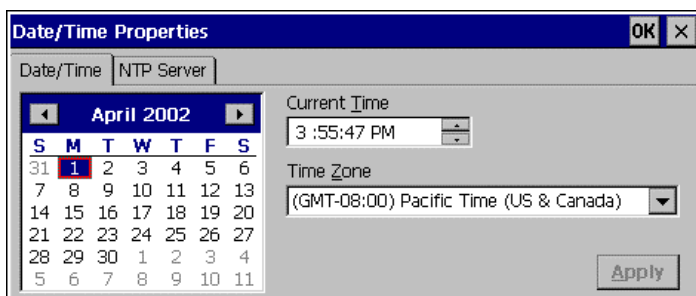 Date/Time Properties OK ×
Date/Time NTP Server
April 2002
S M T W T F S
31 1 2 3 4 5 6
7 8 9 10 11 12 13
14 15 16 17 18 19 20
21 22 23 24 25 26 27
28 29 30 1 2 3 4
5 6 7 8 9 10 11
Current Time
3 :55:47 PM
Time Zone
(GMT-08:00) Pacific Time (US & Canada)
Apply